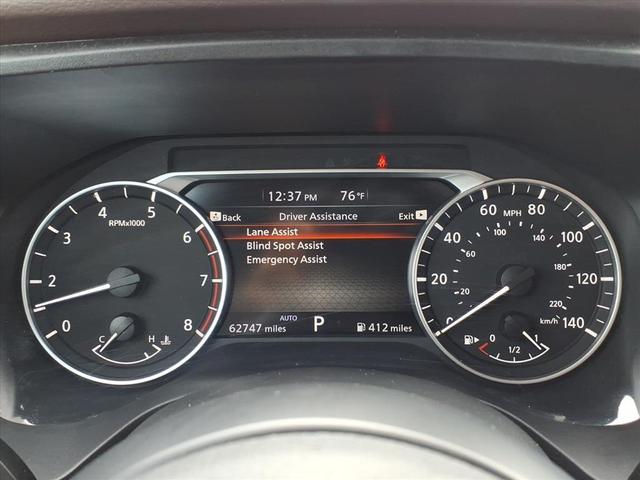 12:37 PM 76°F
Back Driver Assistance Exit
Lane Assist
Blind Spot Assist
Emergency Assist
AUTO
62747 miles P 412 miles
RPMx1000
0 2 3 4 5 6 7 8
C H
MPH
0 20 40 60 80 100 120 140
20 60 100 140 180 220
km/h
0 1/2 1